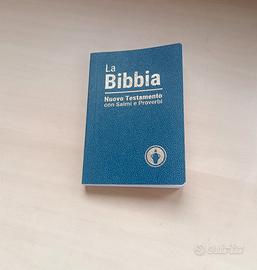 La
Bibbia
Nuovo Testamento
con Salmi e Proverbi
subito